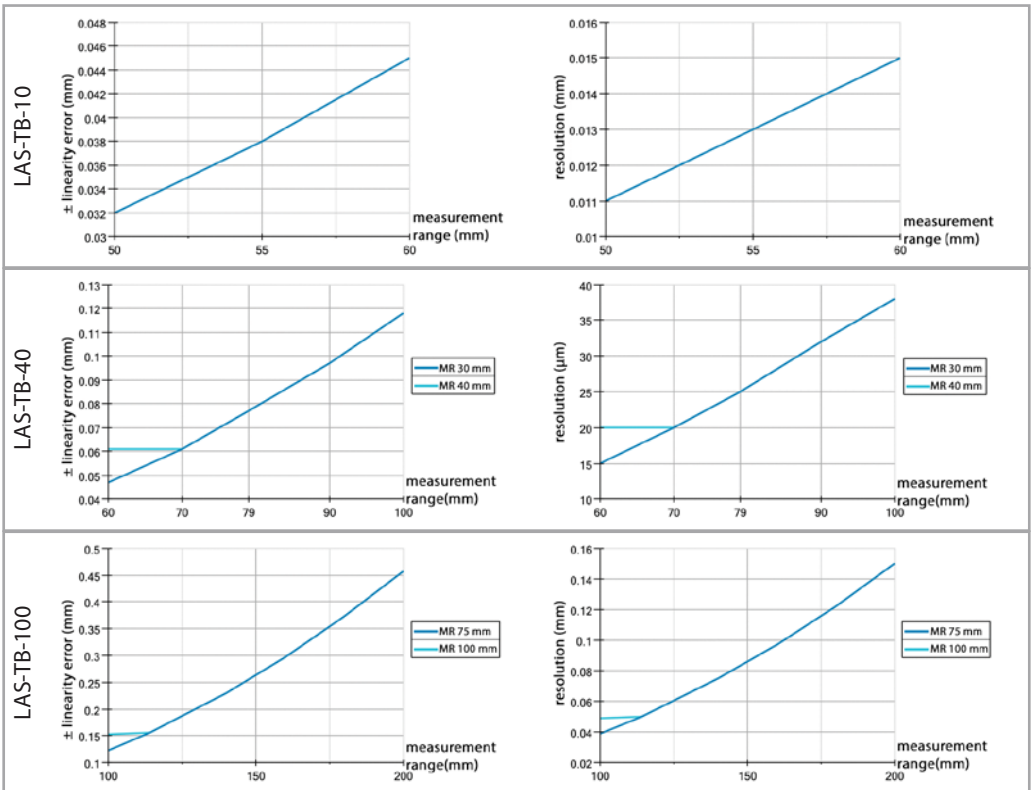 LAS-TB-10
± linearity error (mm)
0.048
0.046
0.044
0.042
0.04
0.038
0.036
0.034
0.032
0.03
50
55
60
measurement
range (mm)
resolution (mm)
0.016
0.015
0.014
0.013
0.012
0.011
0.01
50
55
60
measurement
range (mm)
LAS-TB-40
± linearity error (mm)
0.13
0.12
0.11
0.1
0.09
0.08
0.07
0.06
0.05
0.04
60
70
79
90
100
MR 30 mm
MR 40 mm
measurement
range(mm)
resolution (µm)
40
35
30
25
20
15
10
60
70
79
90
100
MR 30 mm
MR 40 mm
measurement
range(mm)
LAS-TB-100
± linearity error (mm)
0.5
0.45
0.4
0.35
0.3
0.25
0.2
0.15
0.1
100
150
200
MR 75 mm
MR 100 mm
measurement
range(mm)
resolution (mm)
0.16
0.14
0.12
0.1
0.08
0.06
0.04
0.02
100
150
200
MR 75 mm
MR 100 mm
measurement
range(mm)